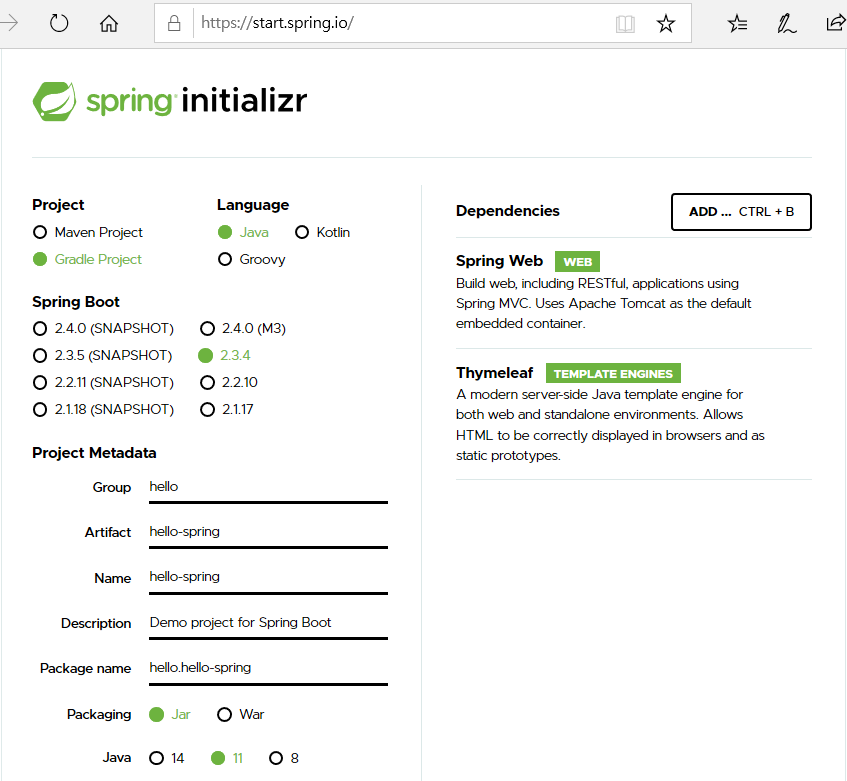 https://start.spring.io/
spring initializr
Project
Maven Project
Gradle Project
Language
Java Kotlin
Groovy
Spring Boot
2.4.0 (SNAPSHOT) 2.4.0 (M3)
2.3.5 (SNAPSHOT) 2.3.4
2.2.11 (SNAPSHOT) 2.2.10
2.1.18 (SNAPSHOT) 2.1.17
Project Metadata
Group hello
Artifact hello-spring
Name hello-spring
Description Demo project for Spring Boot
Package name hello.hello-spring
Packaging Jar War
Java 14 11 8
Dependencies
ADD ... CTRL + B
Spring Web WEB
Build web, including RESTful, applications using
Spring MVC. Uses Apache Tomcat as the default
embedded container.
Thymeleaf TEMPLATE ENGINES
A modern server-side Java template engine for
both web and standalone environments. Allows
HTML to be correctly displayed in browsers and as
static prototypes.